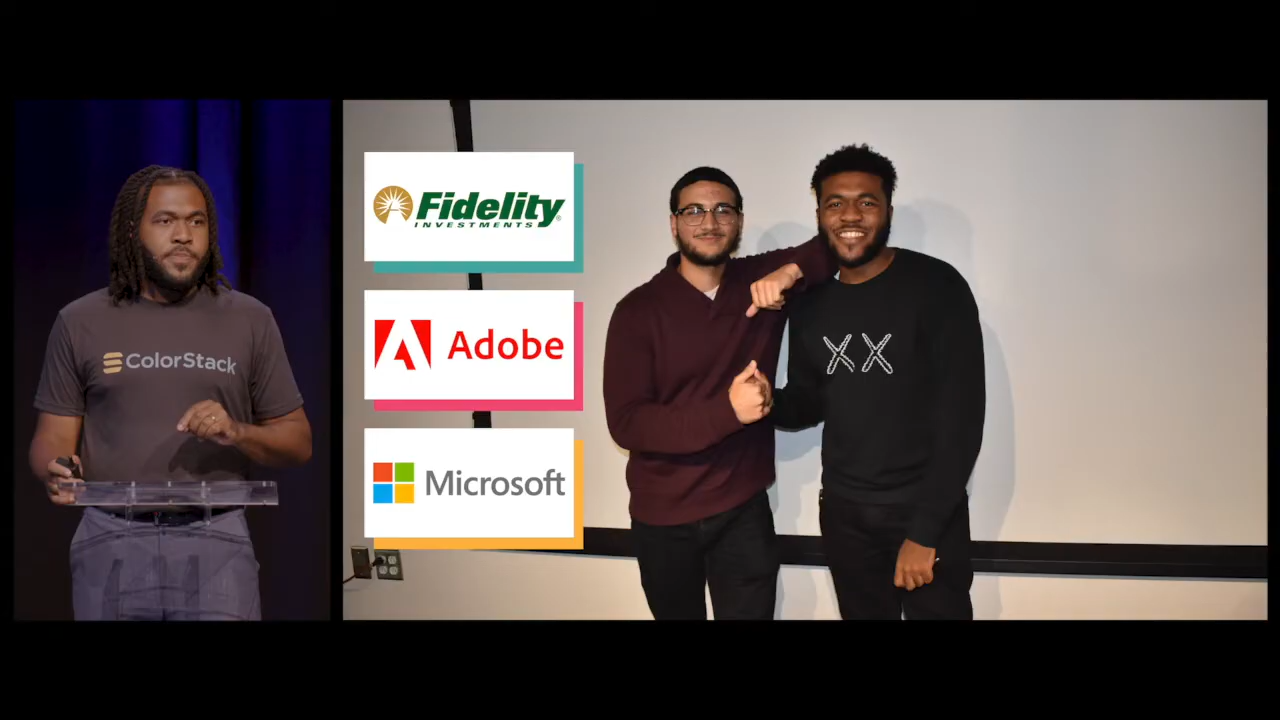 ColorStack
Fidelity
INVESTMENTS
Adobe
Microsoft
XX